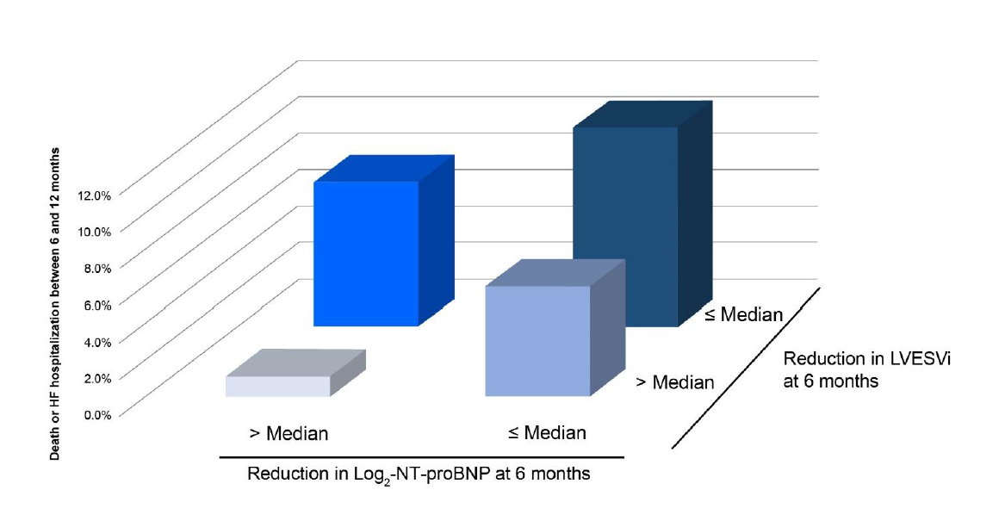 Death or HF hospitalization between 6 and 12 months
12.0%
10.0%
8.0%
6.0%
4.0%
2.0%
0.0%
≤ Median
> Median
Reduction in LVESVi
at 6 months
> Median
≤ Median
Reduction in Log₂-NT-proBNP at 6 months